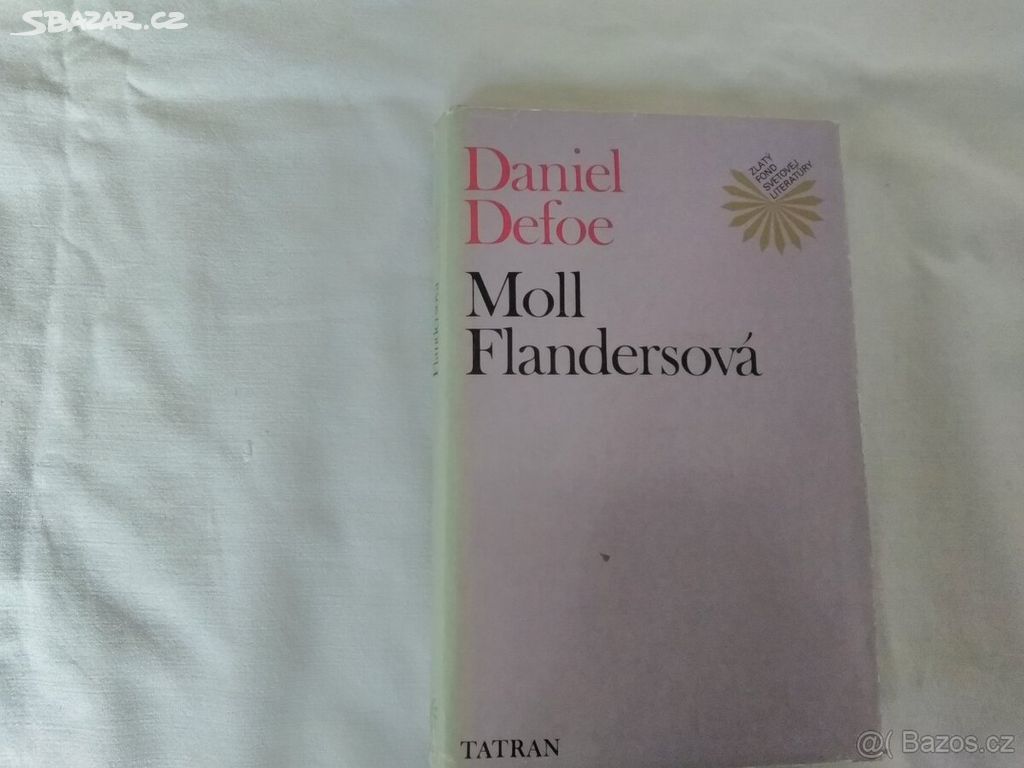 SBAZAR.CZ
Daniel
Defoe
Moll
Flandersová
ZLATÝ
FOND
SVETOVEJ
LITERATÚRY
Flandersová
TATRAN
@( Bazos.cz